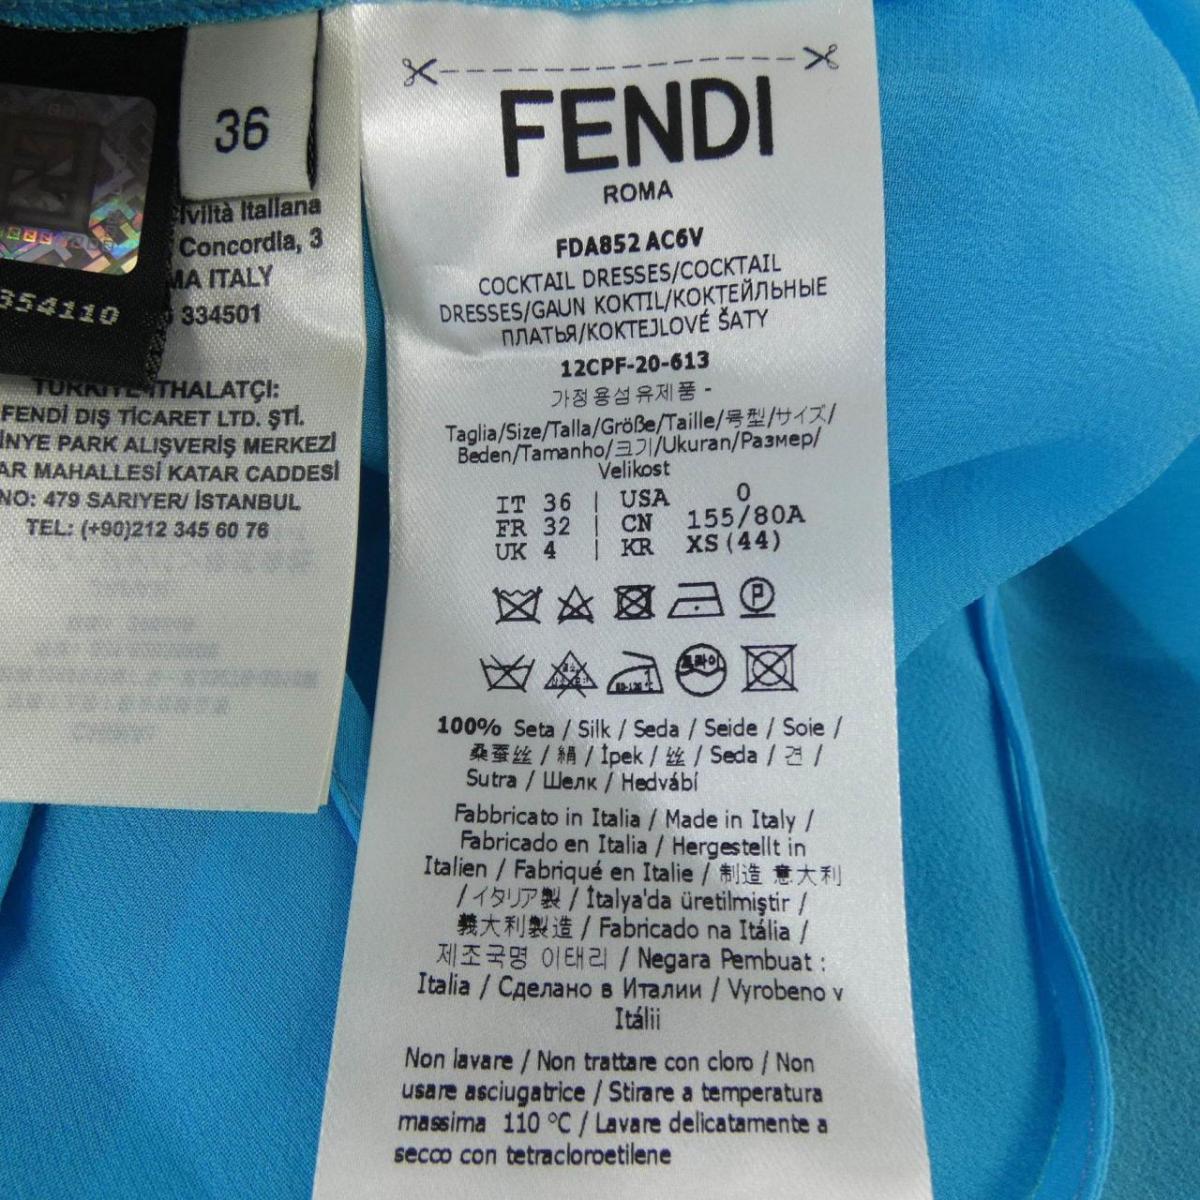 36
iviltà Italiana
Concordia, 3
MA ITALY
334501
354110
TÜRKİYE İTHALATÇI:
FENDİ DIŞ TİCARET LTD. ŞTİ.
İNYE PARK ALIŞVERİŞ MERKEZİ
AR MAHALLESİ KATAR CADDESİ
NO: 479 SARIYER/ İSTANBUL
TEL: (+90)212 345 60 76
FENDI
ROMA
FDA852 AC6V
COCKTAIL DRESSES/COCKTAIL
DRESSES/GAUN KOKTIL/КОКТЕЙЛЬНЫЕ
ПЛАТЬЯ/KOKTEJLOVÉ ŠATY
12CPF-20-613
가정용섬유제품 -
Taglia/Size/Talla/Größe/Taille/号型/サイズ/
Beden/Tamanho/크기/Ukuran/Размер/
Velikost
IT 36 | USA 0
FR 32 | CN 155/80A
UK 4 | KR XS(44)
P
드라이
100% Seta / Silk / Seda / Seide / Soie /
桑蚕丝 / 絹 / İpek / 丝 / Seda / 견 /
Sutra / Шелк / Hedvábí
Fabbricato in Italia / Made in Italy /
Fabricado en Italia / Hergestellt in
Italien / Fabriqué en Italie / 制造 意大利
/ イタリア製 / İtalya'da üretilmiştir /
義大利製造 / Fabricado na Itália /
제조국명 이태리 / Negara Pembuat :
Italia / Сделано в Италии / Vyrobeno v
Itálii
Non lavare / Non trattare con cloro / Non
usare asciugatrice / Stirare a temperatura
massima 110 °C / Lavare delicatamente a
secco con tetracloroetilene